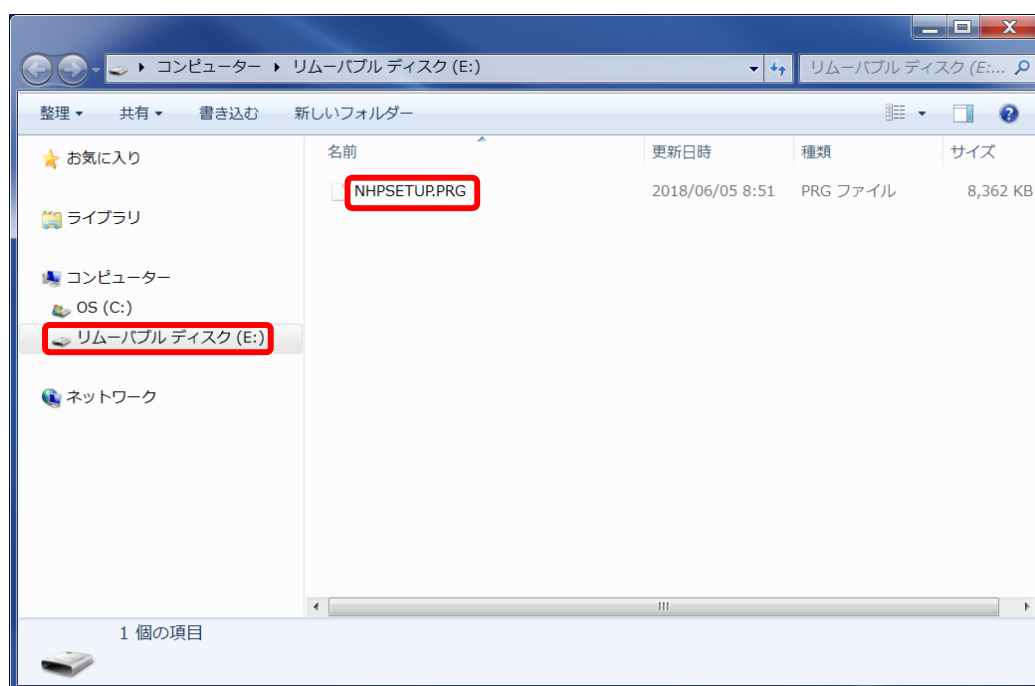 コンピューター ▸ リムーバブル ディスク (E:)
リムーバブル ディスク (E:...
整理 共有 書き込む 新しいフォルダー
名前 更新日時 種類 サイズ
NHPSETUP.PRG 2018/06/05 8:51 PRG ファイル 8,362 KB
お気に入り
ライブラリ
コンピューター
OS (C:)
リムーバブル ディスク (E:)
ネットワーク
1 個の項目